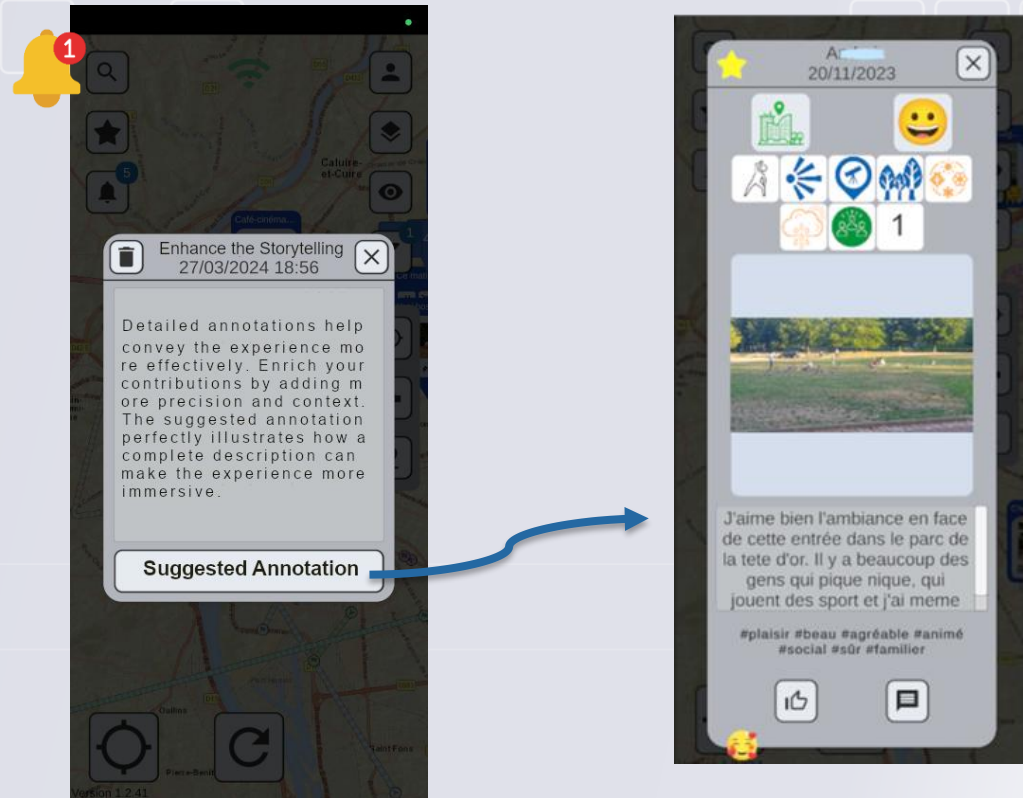 1
5
Caluire-
et-Cuire
Café-cinéma...
1
Enhance the Storytelling
27/03/2024 18:56
Detailed annotations help
convey the experience mo
re effectively. Enrich your
contributions by adding m
ore precision and context.
The suggested annotation
perfectly illustrates how a
complete description can
make the experience more
immersive.
Suggested Annotation
Oullins
Pierre-Bénit
Saint Fons
Version 1.2.41
20/11/2023
1
J'aime bien l'ambiance en face
de cette entrée dans le parc de
la tete d'or. Il y a beaucoup des
gens qui pique nique, qui
jouent des sport et j'ai meme
#plaisir #beau #agréable #animé
#social #sûr #familier